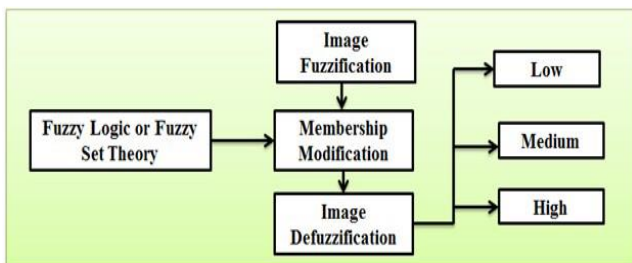 Image
Fuzzification
Fuzzy Logic or Fuzzy
Set Theory
Membership
Modification
Image
Defuzzification
Low
Medium
High